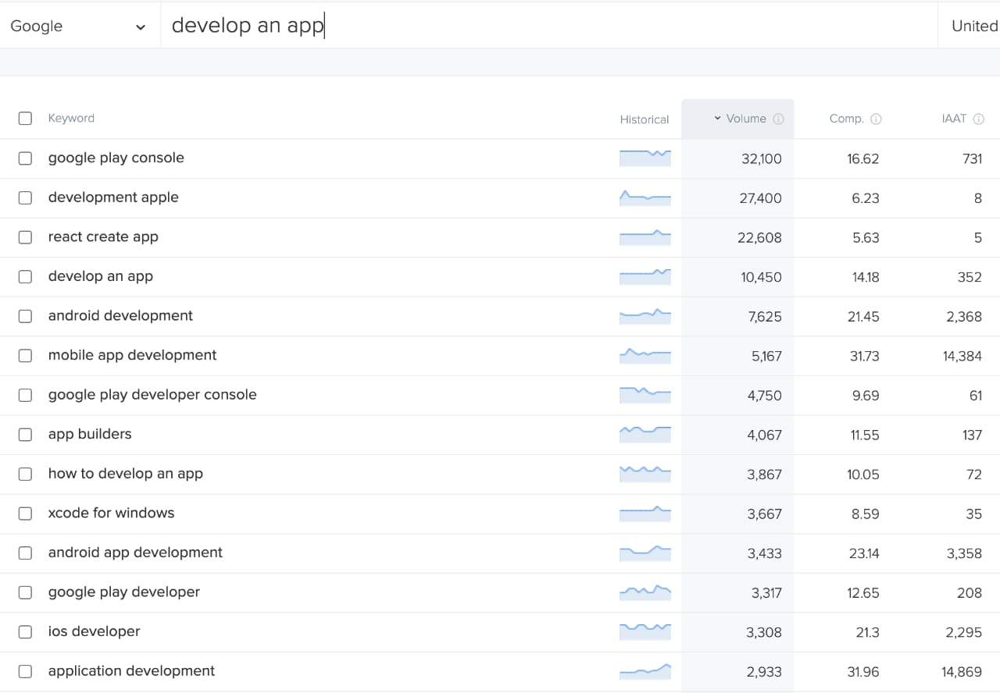 Google develop an app United
Keyword Historical Volume Comp. IAAT
google play console 32,100 16.62 731
development apple 27,400 6.23 8
react create app 22,608 5.63 5
develop an app 10,450 14.18 352
android development 7,625 21.45 2,368
mobile app development 5,167 31.73 14,384
google play developer console 4,750 9.69 61
app builders 4,067 11.55 137
how to develop an app 3,867 10.05 72
xcode for windows 3,667 8.59 35
android app development 3,433 23.14 3,358
google play developer 3,317 12.65 208
ios developer 3,308 21.3 2,295
application development 2,933 31.96 14,869